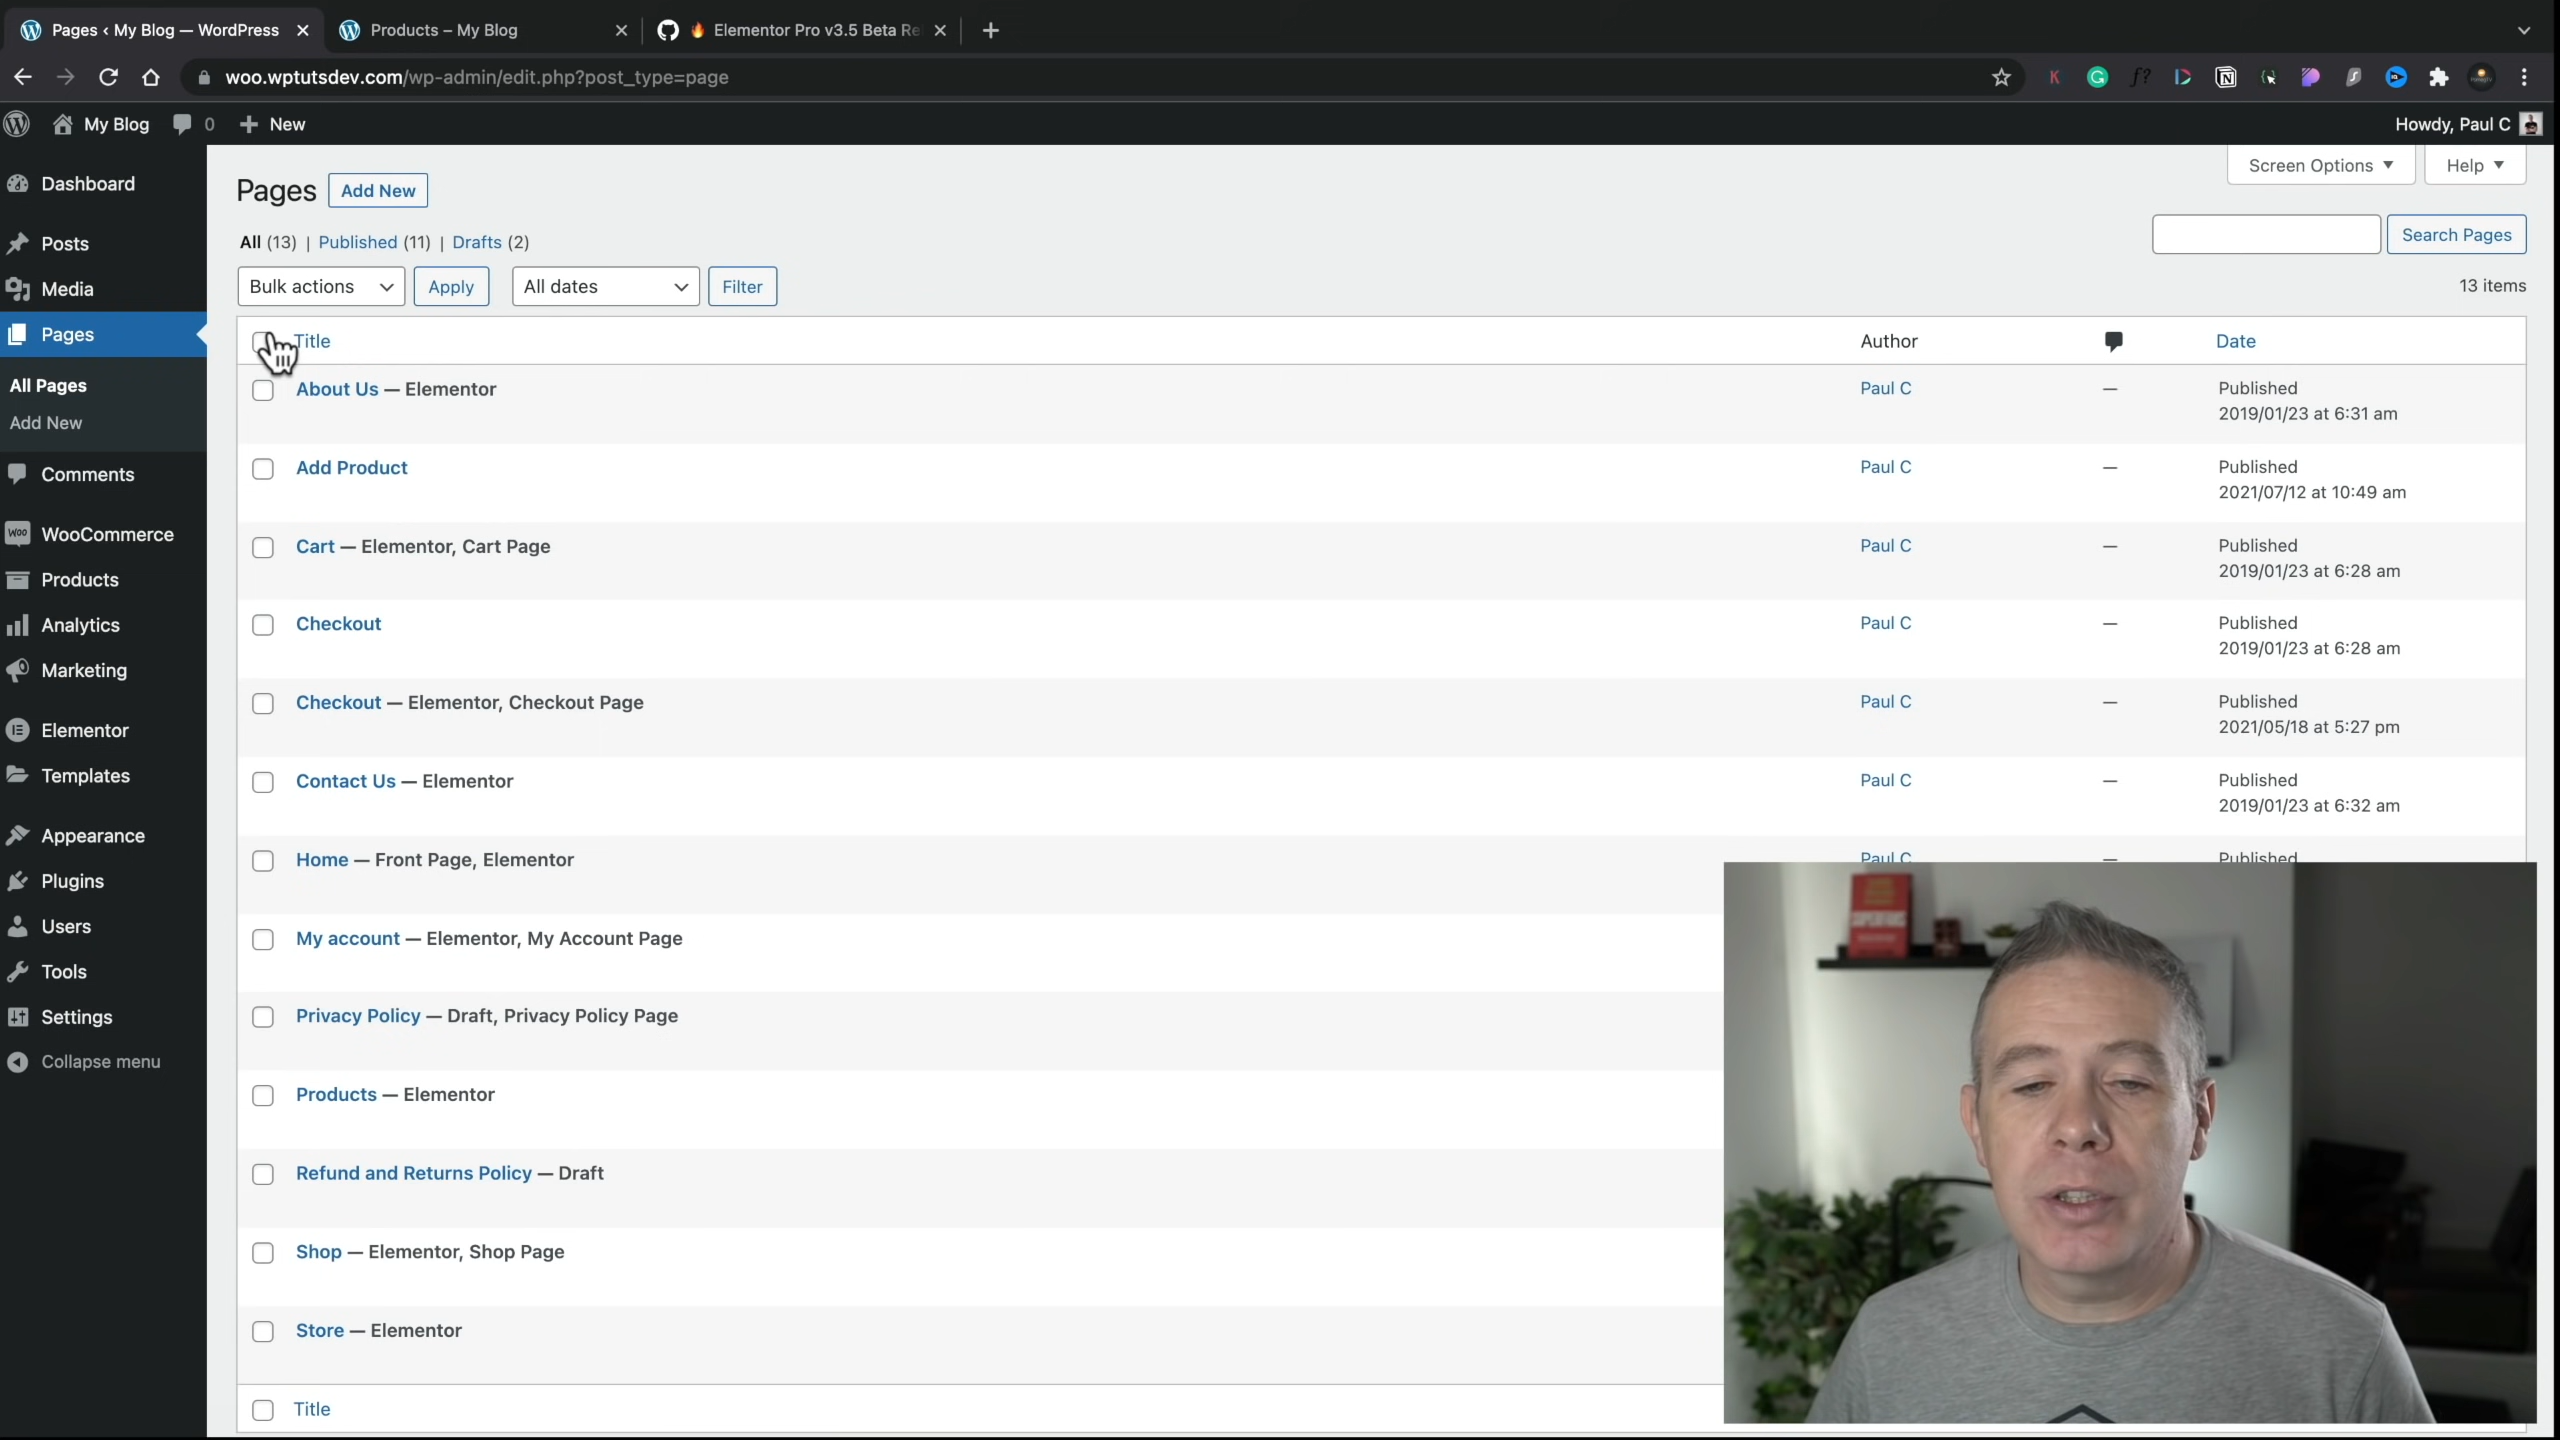 Pages ‹ My Blog — WordPress
Products – My Blog
🔥 Elementor Pro v3.5 Beta Re
woo.wptutsdev.com/wp-admin/edit.php?post_type=page
My Blog
0
New
Howdy, Paul C
Dashboard
Posts
Media
Pages
All Pages
Add New
Comments
WooCommerce
Products
Analytics
Marketing
Elementor
Templates
Appearance
Plugins
Users
Tools
Settings
Collapse menu
Pages
Add New
Screen Options
Help
All (13) | Published (11) | Drafts (2)
Search Pages
Bulk actions
Apply
All dates
Filter
13 items
Title
Author
Date
About Us — Elementor
Paul C
—
Published
2019/01/23 at 6:31 am
Add Product
Paul C
—
Published
2021/07/12 at 10:49 am
Cart — Elementor, Cart Page
Paul C
—
Published
2019/01/23 at 6:28 am
Checkout
Paul C
—
Published
2019/01/23 at 6:28 am
Checkout — Elementor, Checkout Page
Paul C
—
Published
2021/05/18 at 5:27 pm
Contact Us — Elementor
Paul C
—
Published
2019/01/23 at 6:32 am
Home — Front Page, Elementor
Paul C
—
Published
My account — Elementor, My Account Page
Privacy Policy — Draft, Privacy Policy Page
Products — Elementor
Refund and Returns Policy — Draft
Shop — Elementor, Shop Page
Store — Elementor
Title
SUPERFANS